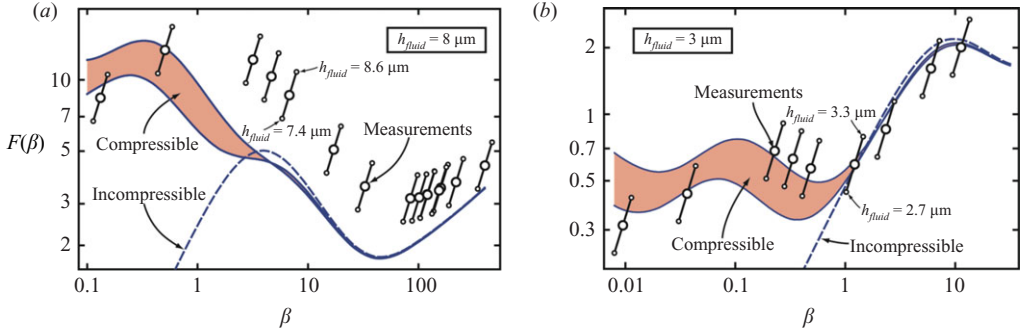 (a)
h_fluid = 8 μm
h_fluid = 8.6 μm
h_fluid = 7.4 μm
Measurements
Compressible
Incompressible
F(β)
10
7
5
3
2
0.1 1 10 100
β
(b)
h_fluid = 3 μm
Measurements
h_fluid = 3.3 μm
h_fluid = 2.7 μm
Compressible
Incompressible
2
1
0.7
0.5
0.3
0.01 0.1 1 10
β